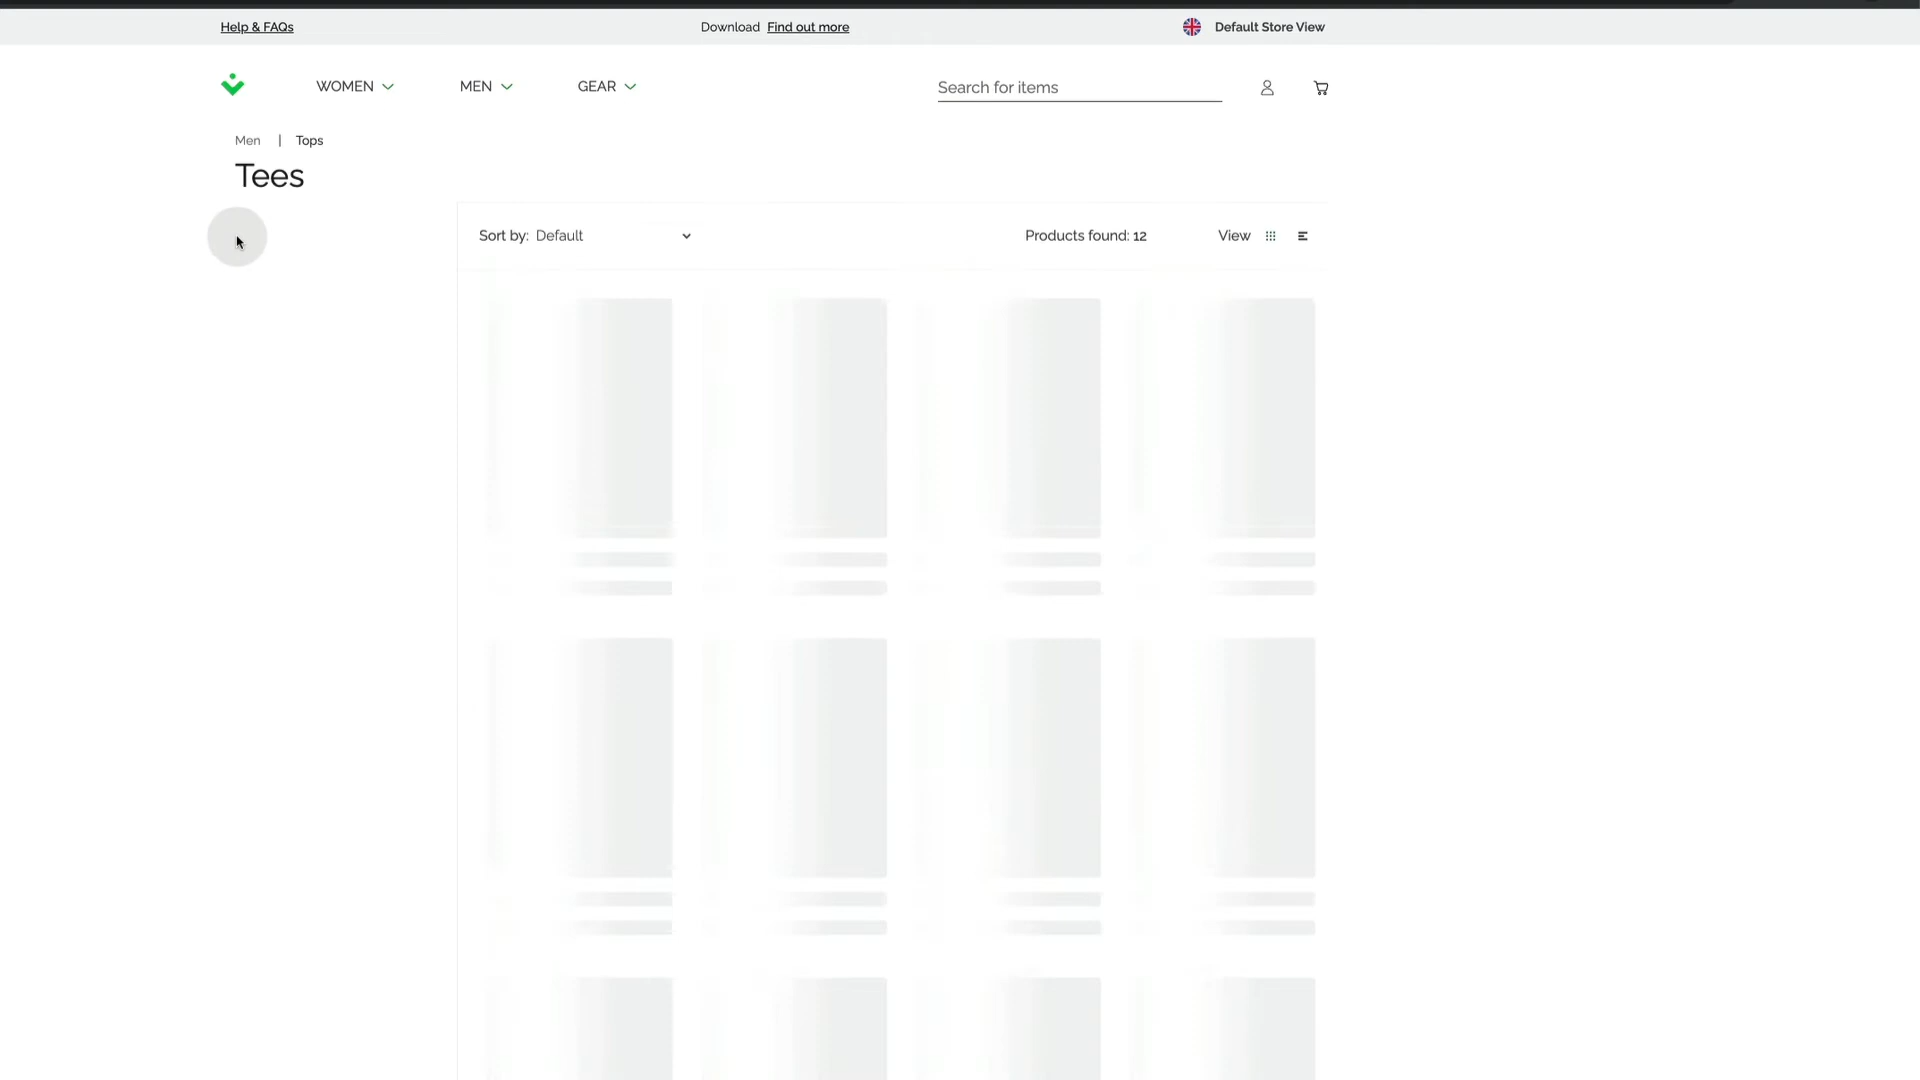 Help & FAQs
Download Find out more
Default Store View
WOMEN
MEN
GEAR
Search for items
Men | Tops
Tees
Sort by: Default
Products found: 12
View